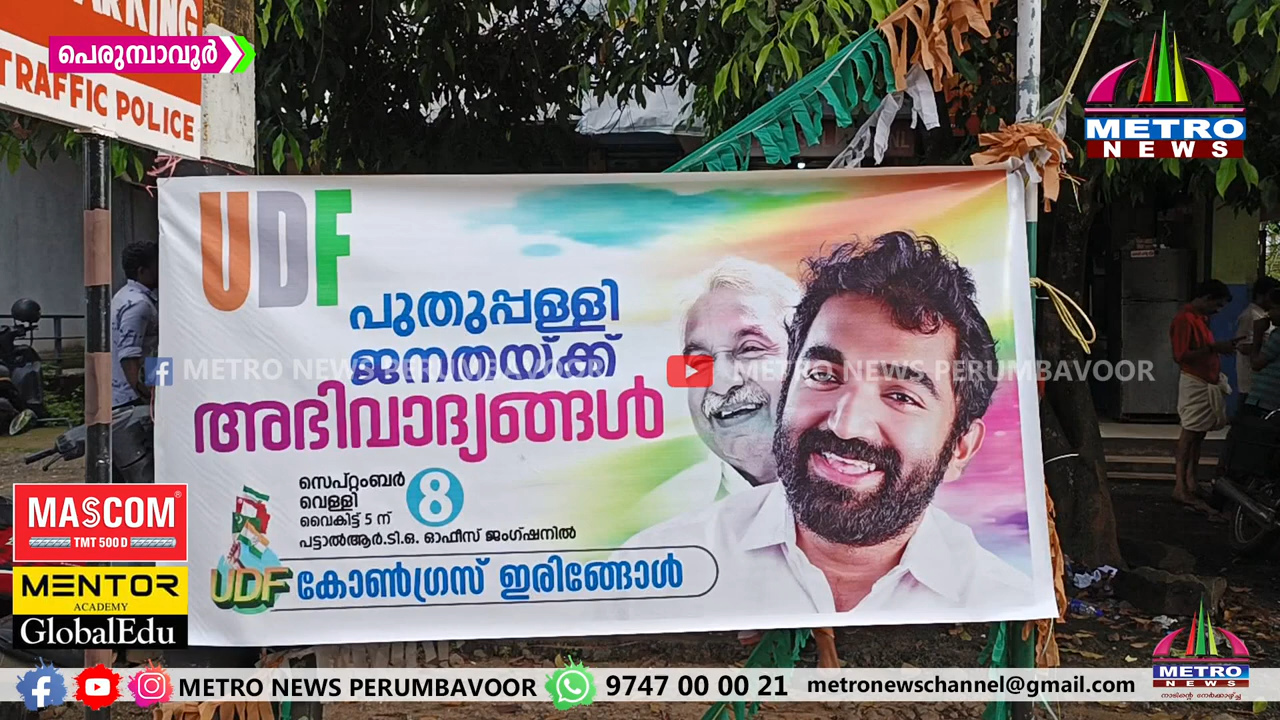 ARKING
TRAFFIC POLICE
പെരുമ്പാവൂർ
METRO
NEWS
UDF
പുതുപ്പള്ളി
ജനതയ്ക്ക്
അഭിവാദ്യങ്ങൾ
METRO NEWS PERUMBAVOOR
METRO NEWS PERUMBAVOOR
സെപ്റ്റംബർ
വെള്ളി
8
വൈകിട്ട് 5 ന്
പട്ടാൽആർ.ടി.ഒ. ഓഫീസ് ജംഗ്ഷനിൽ
UDF കോൺഗ്രസ് ഇരിങ്ങോൾ
MASCOM
TMT 500 D
MENTOR
ACADEMY
GlobalEdu
METRO NEWS PERUMBAVOOR 9747 00 00 21 metronewschannel@gmail.com
METRO
NEWS
നാടിന്റെ നേർക്കാഴ്ച